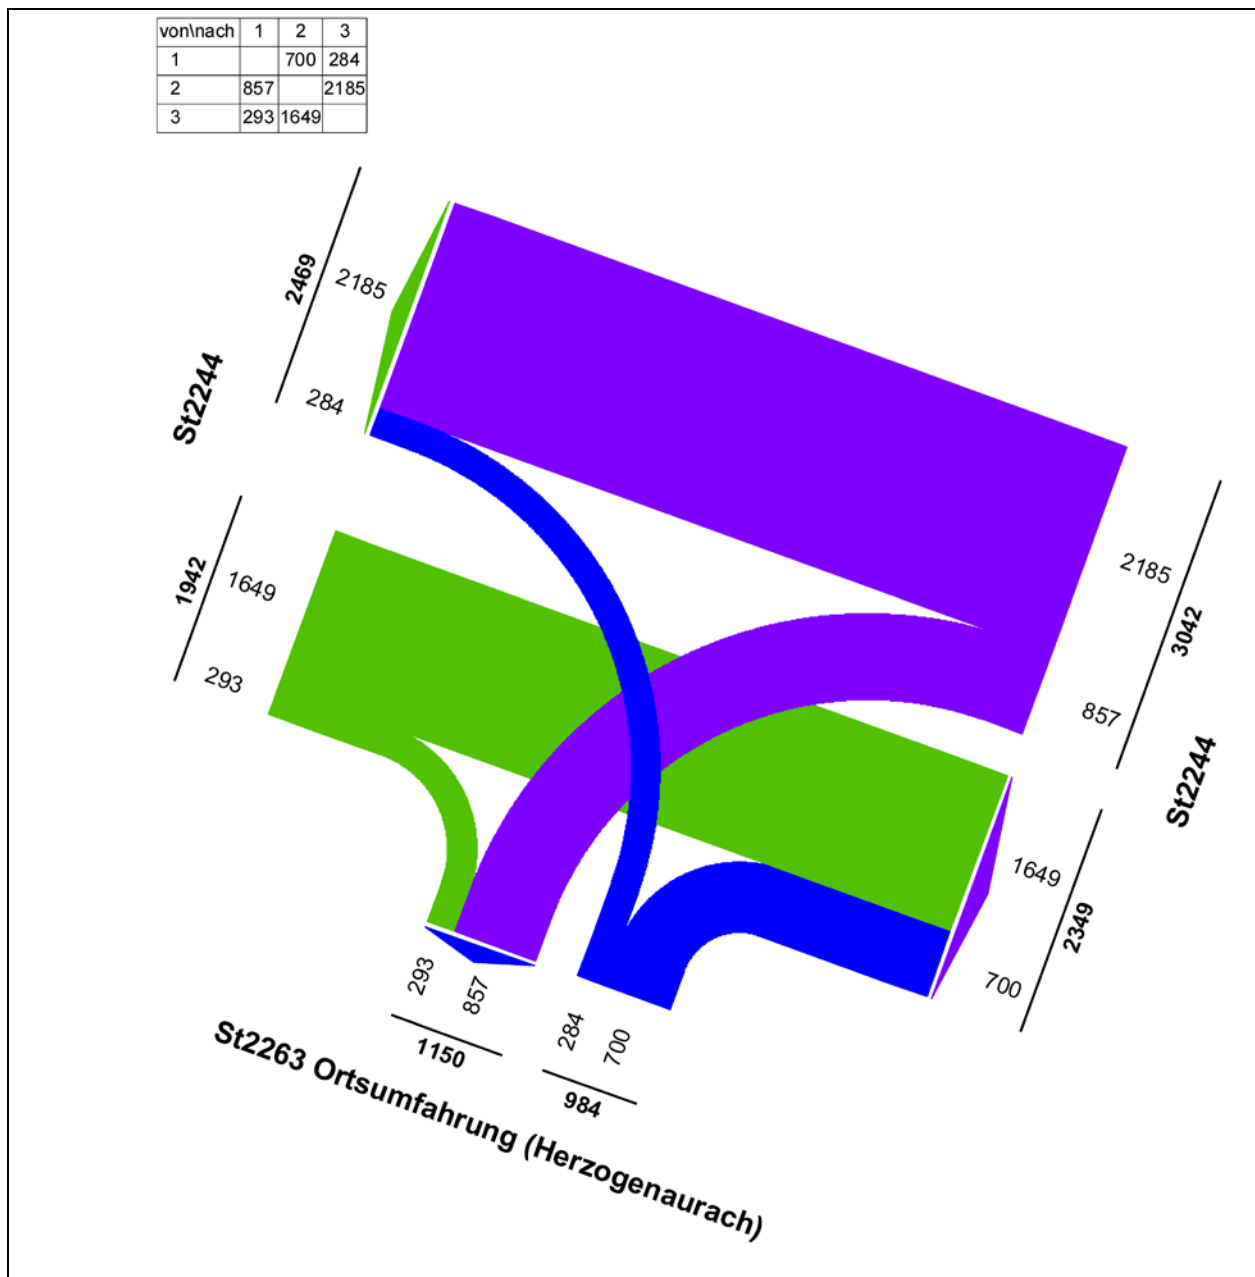 von\nach 1 2 3
1 700 284
2 857 2185
3 293 1649
2469
2185
284
St2244
1942
1649
293
2185
3042
857
St2244
1649
2349
700
293
857
1150
284
700
984
St2263 Ortsumfahrung (Herzogenaurach)